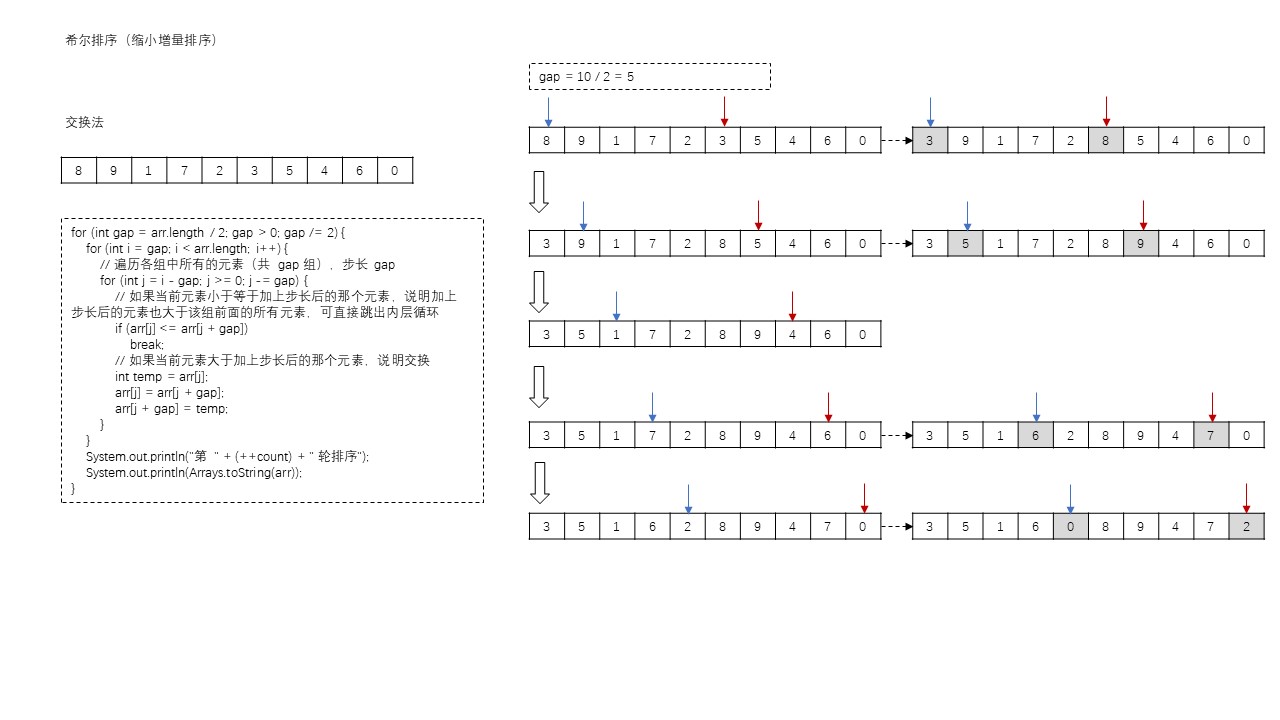 希尔排序（缩小增量排序）
交换法
8 9 1 7 2 3 5 4 6 0
for (int gap = arr.length / 2; gap > 0; gap /= 2) {
for (int i = gap; i < arr.length; i++) {
// 遍历各组中所有的元素（共 gap 组），步长 gap
for (int j = i - gap; j >= 0; j -= gap) {
// 如果当前元素小于等于加上步长后的那个元素，说明加上
步长后的元素也大于该组前面的所有元素，可直接跳出内层循环
if (arr[j] <= arr[j + gap])
break;
// 如果当前元素大于加上步长后的那个元素，说明交换
int temp = arr[j];
arr[j] = arr[j + gap];
arr[j + gap] = temp;
}
}
System.out.println("第 " + (++count) + " 轮排序");
System.out.println(Arrays.toString(arr));
}
gap = 10 / 2 = 5
8 9 1 7 2 3 5 4 6 0
3 9 1 7 2 8 5 4 6 0
3 9 1 7 2 8 5 4 6 0
3 5 1 7 2 8 9 4 6 0
3 5 1 7 2 8 9 4 6 0
3 5 1 7 2 8 9 4 6 0
3 5 1 6 2 8 9 4 7 0
3 5 1 6 2 8 9 4 7 0
3 5 1 6 0 8 9 4 7 2